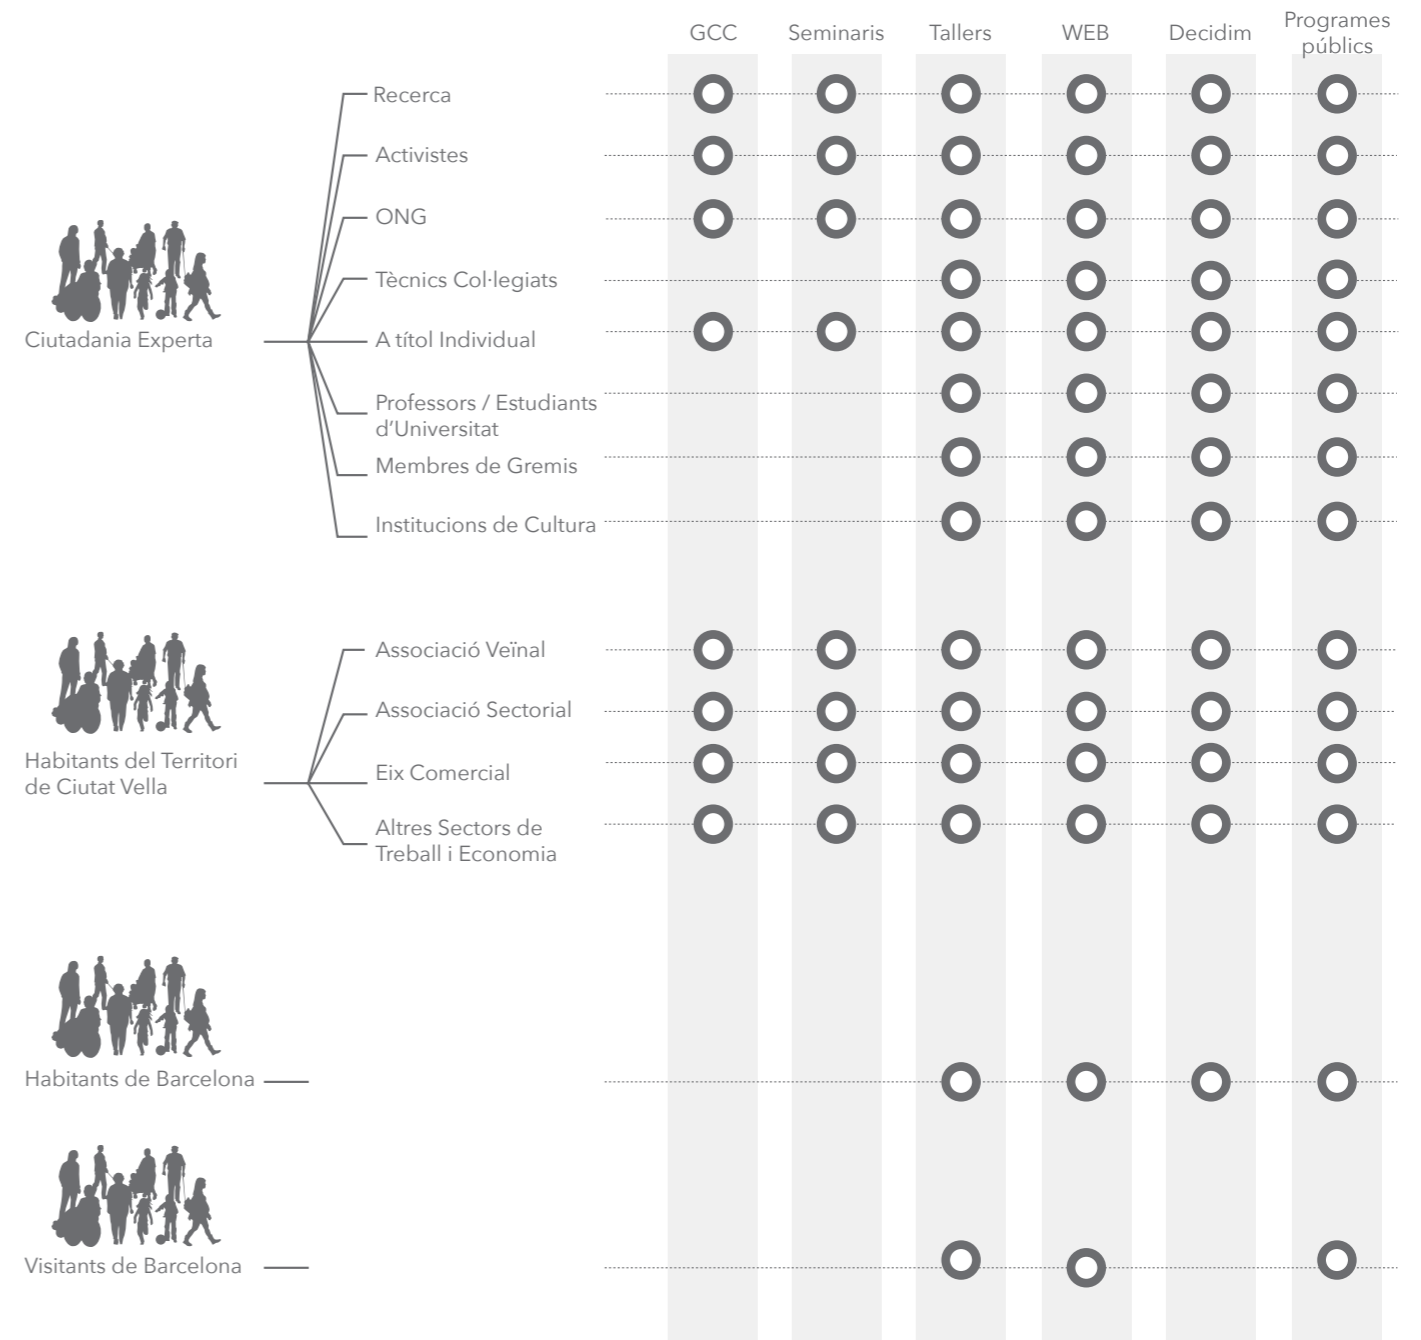 GCC
Seminaris
Tallers
WEB
Decidim
Programes
públics
Recerca
Activistes
ONG
Tècnics Col·legiats
Ciutadania Experta
A títol Individual
Professors / Estudiants
d'Universitat
Membres de Gremis
Institucions de Cultura
Associació Veïnal
Associació Sectorial
Habitants del Territori
de Ciutat Vella
Eix Comercial
Altres Sectors de
Treball i Economia
Habitants de Barcelona
Visitants de Barcelona